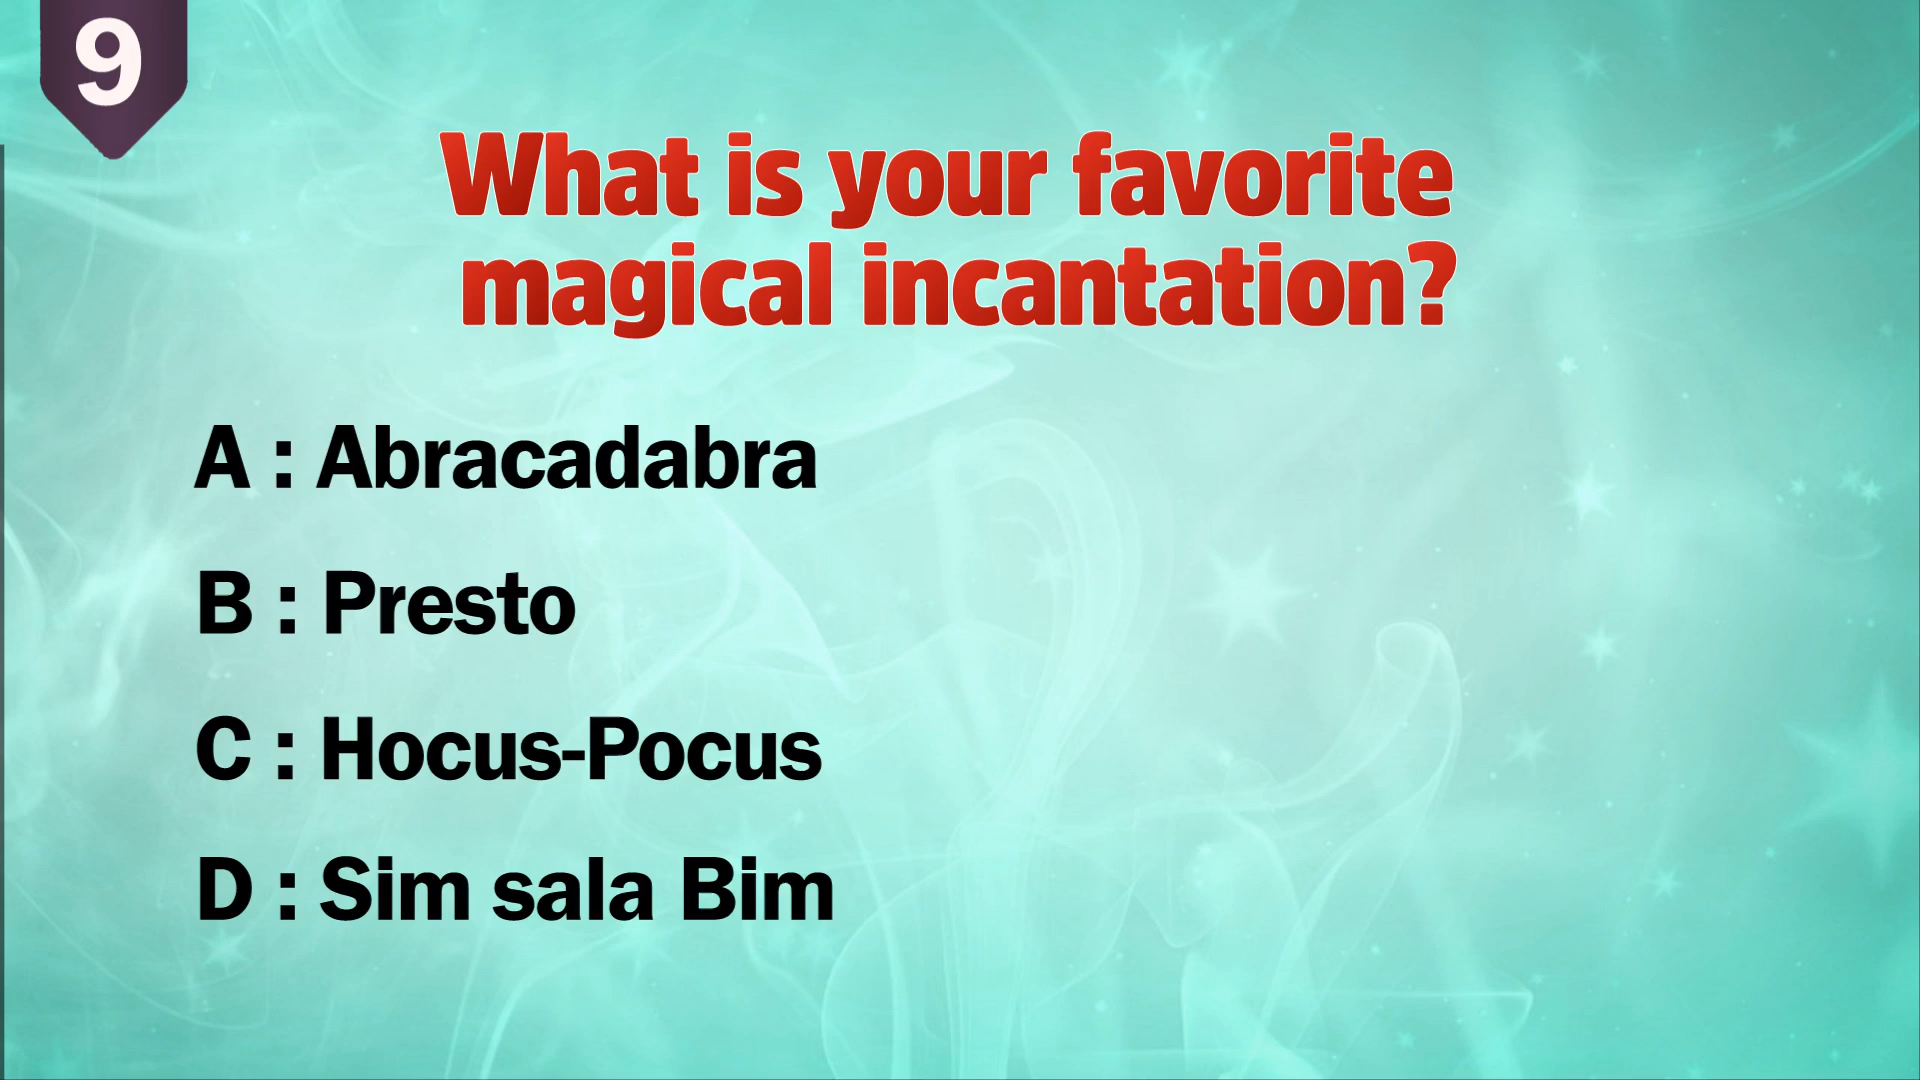 9
What is your favorite
magical incantation?
A : Abracadabra
B : Presto
C : Hocus-Pocus
D : Sim sala Bim